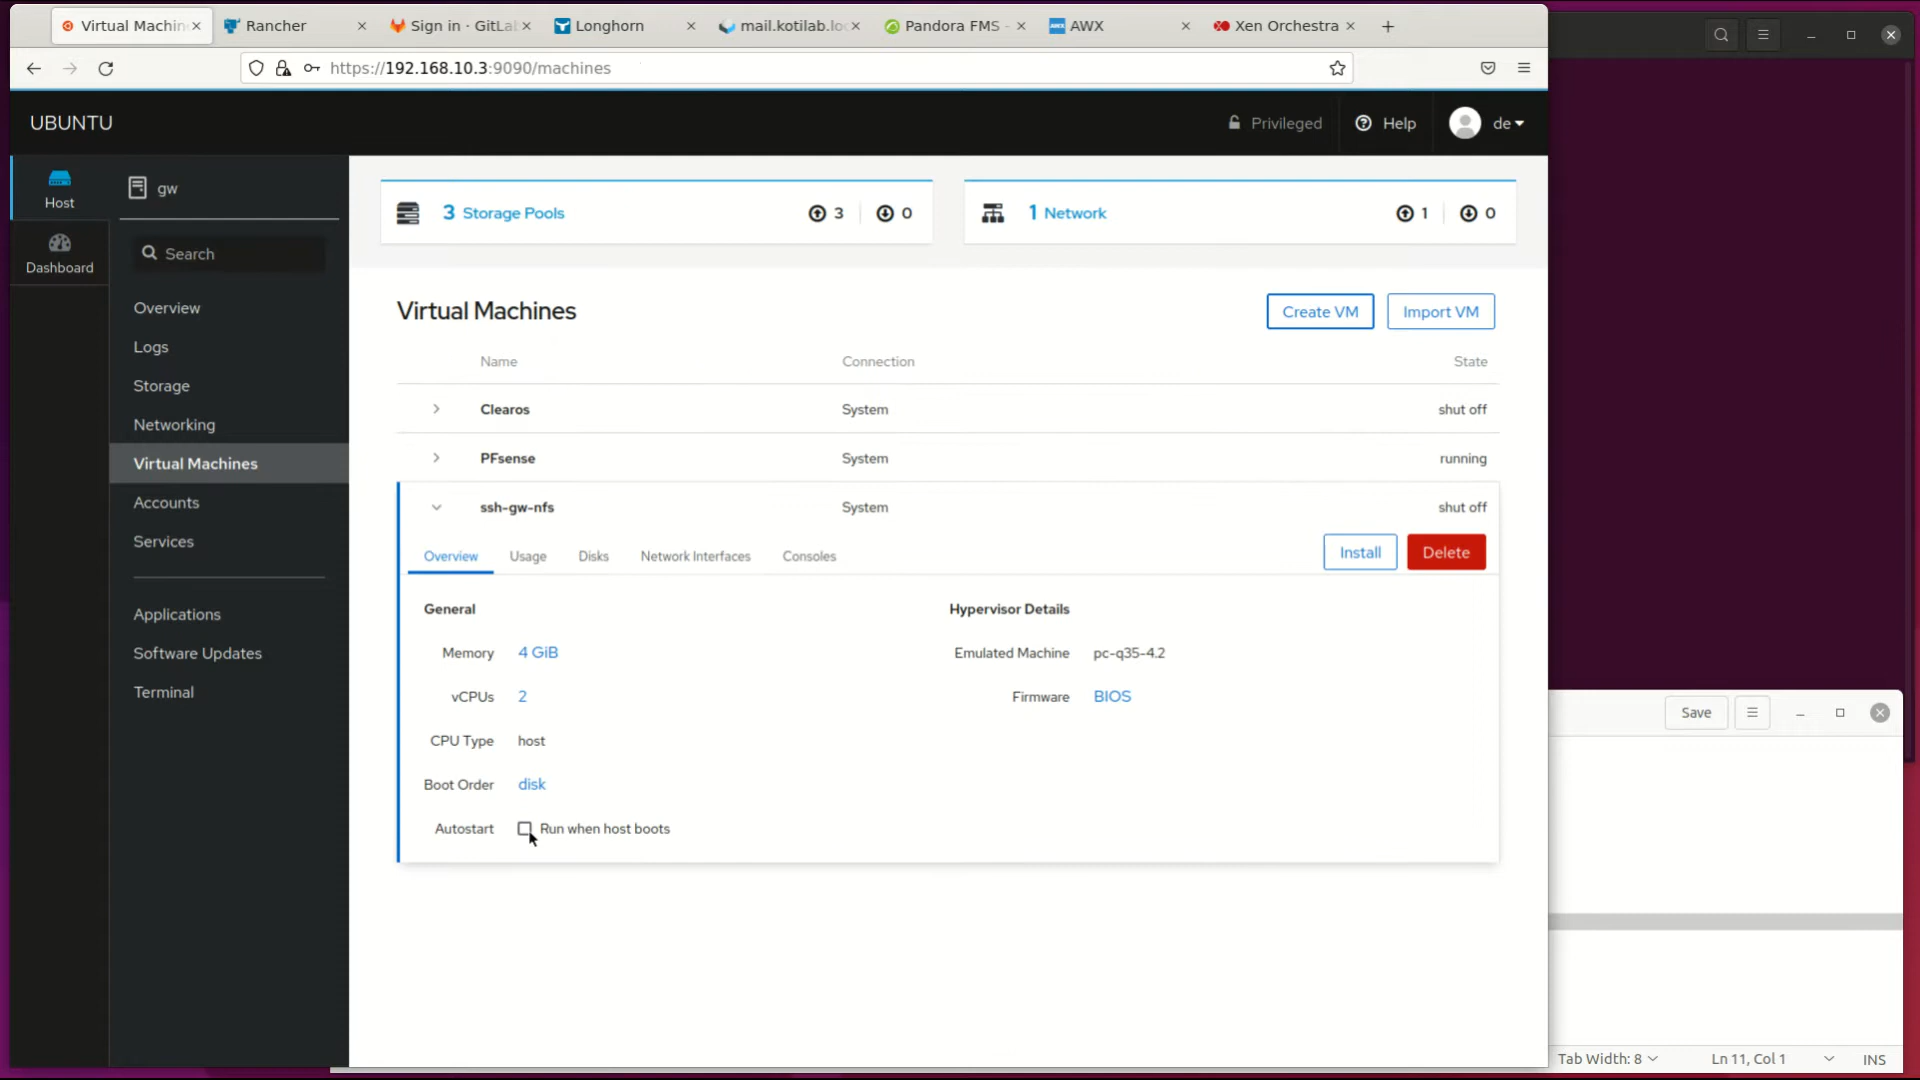 Virtual Machin
Rancher
Sign in · GitLab
Longhorn
mail.kotilab.loc
Pandora FMS -
AWX
Xen Orchestra
https://192.168.10.3:9090/machines
UBUNTU
Privileged
Help
de
Host
Dashboard
gw
Search
Overview
Logs
Storage
Networking
Virtual Machines
Accounts
Services
Applications
Software Updates
Terminal
3 Storage Pools 3 0
1 Network 1 0
Virtual Machines
Create VM
Import VM
Name Connection State
Clearos System shut off
PFsense System running
ssh-gw-nfs System shut off
Overview Usage Disks Network Interfaces Consoles
Install
Delete
General
Memory 4 GiB
vCPUs 2
CPU Type host
Boot Order disk
Autostart Run when host boots
Hypervisor Details
Emulated Machine pc-q35-4.2
Firmware BIOS
Save
Tab Width: 8 Ln 11, Col 1 INS